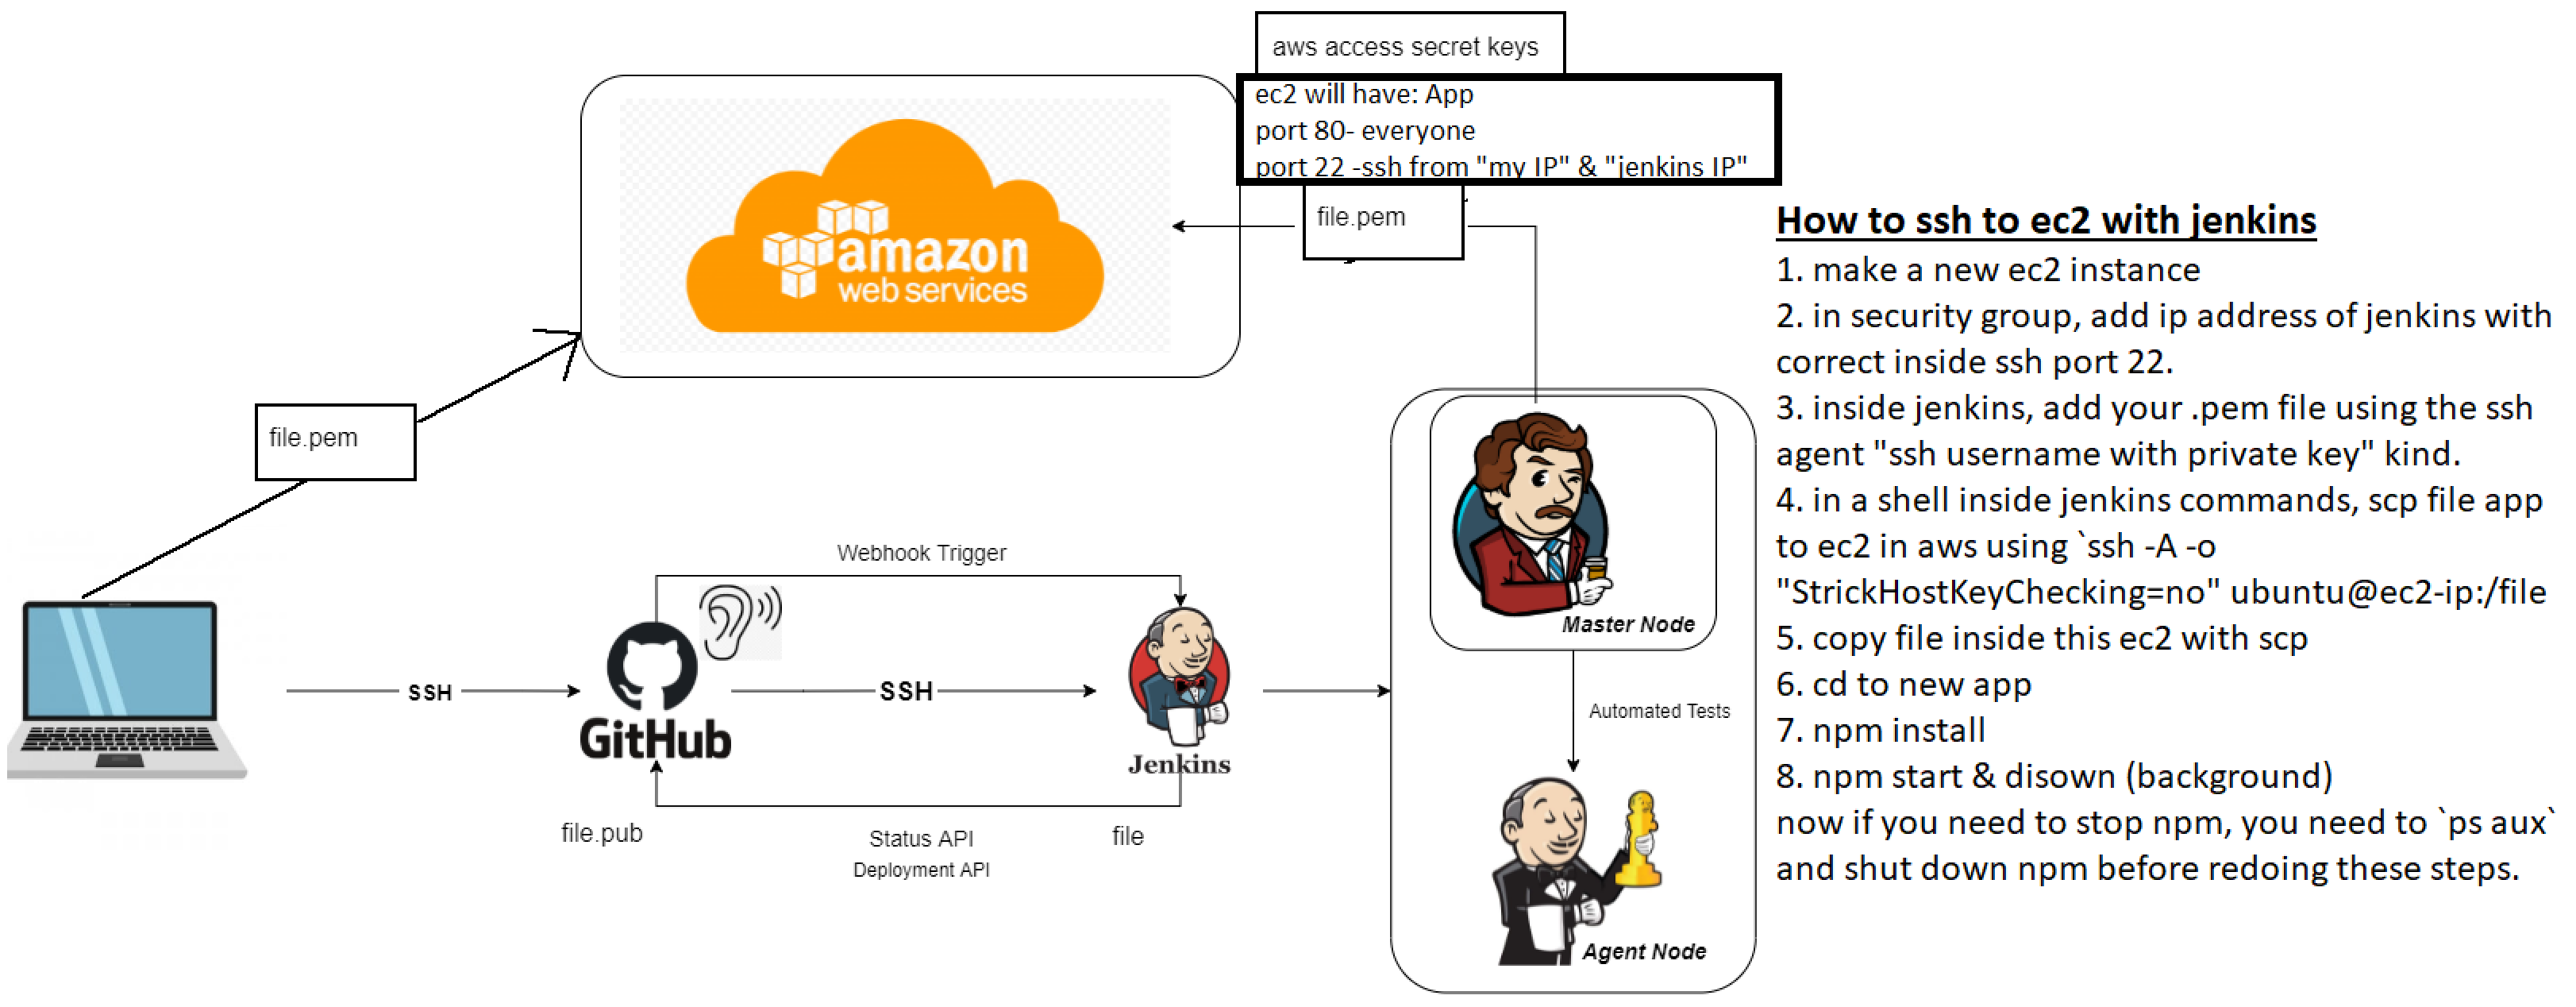 aws access secret keys
ec2 will have: App
port 80- everyone
port 22 -ssh from "my IP" & "jenkins IP"
file.pem
amazon
web services
file.pem
Webhook Trigger
SSH
GitHub
SSH
Jenkins
file.pub
Status API
Deployment API
file
Master Node
Automated Tests
Agent Node
How to ssh to ec2 with jenkins
1. make a new ec2 instance
2. in security group, add ip address of jenkins with
correct inside ssh port 22.
3. inside jenkins, add your .pem file using the ssh
agent "ssh username with private key" kind.
4. in a shell inside jenkins commands, scp file app
to ec2 in aws using `ssh -A -o
"StrickHostKeyChecking=no" ubuntu@ec2-ip:/file
5. copy file inside this ec2 with scp
6. cd to new app
7. npm install
8. npm start & disown (background)
now if you need to stop npm, you need to `ps aux`
and shut down npm before redoing these steps.